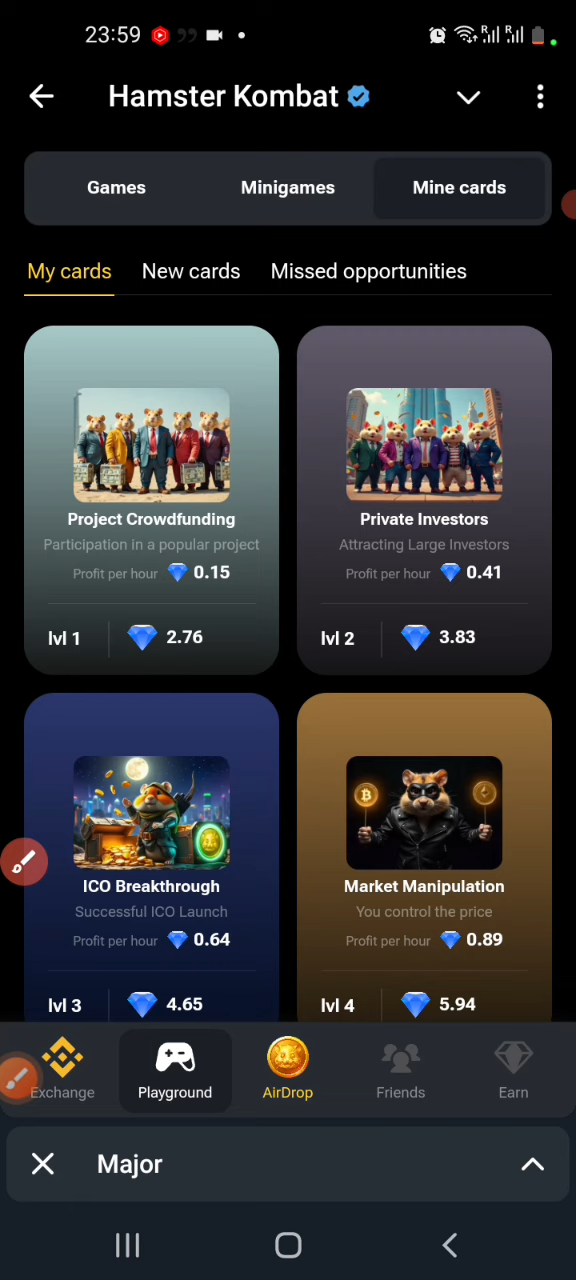 23:59
Hamster Kombat
Games Minigames Mine cards
My cards New cards Missed opportunities
Project Crowdfunding
Participation in a popular project
Profit per hour 0.15
lvl 1 2.76
Private Investors
Attracting Large Investors
Profit per hour 0.41
lvl 2 3.83
ICO Breakthrough
Successful ICO Launch
Profit per hour 0.64
lvl 3 4.65
Market Manipulation
You control the price
Profit per hour 0.89
lvl 4 5.94
Exchange Playground AirDrop Friends Earn
Major